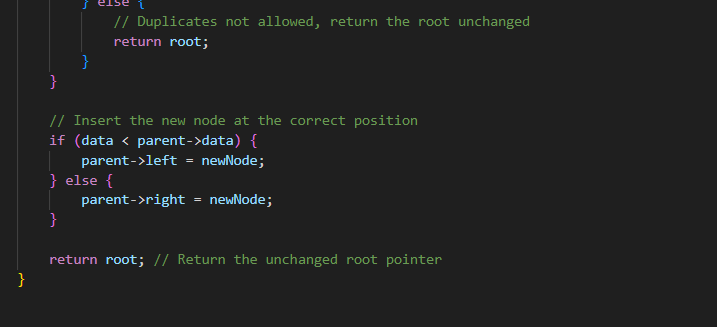 } else {
// Duplicates not allowed, return the root unchanged
return root;
}
}
// Insert the new node at the correct position
if (data < parent->data) {
parent->left = newNode;
} else {
parent->right = newNode;
}
return root; // Return the unchanged root pointer
}